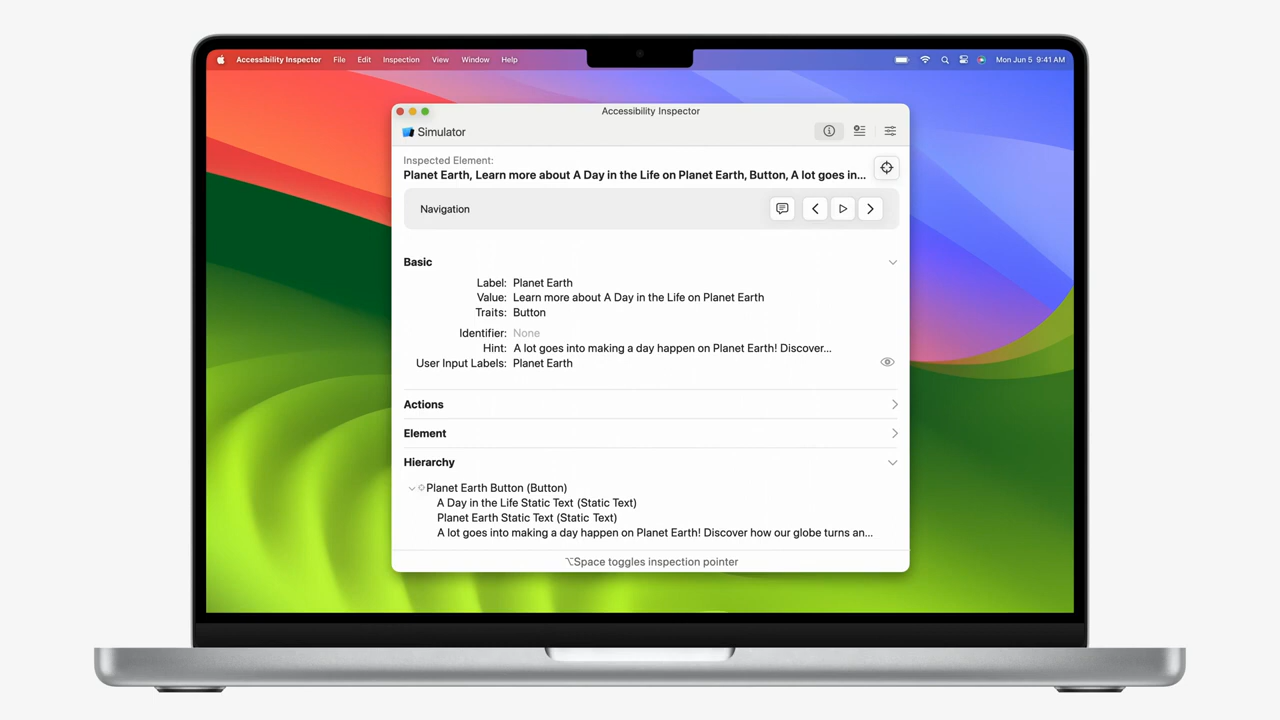 Accessibility Inspector File Edit Inspection View Window Help Mon Jun 5 9:41 AM
Accessibility Inspector
Simulator
Inspected Element:
Planet Earth, Learn more about A Day in the Life on Planet Earth, Button, A lot goes in...
Navigation
Basic
Label: Planet Earth
Value: Learn more about A Day in the Life on Planet Earth
Traits: Button
Identifier: None
Hint: A lot goes into making a day happen on Planet Earth! Discover...
User Input Labels: Planet Earth
Actions
Element
Hierarchy
Planet Earth Button (Button)
A Day in the Life Static Text (Static Text)
Planet Earth Static Text (Static Text)
A lot goes into making a day happen on Planet Earth! Discover how our globe turns an...
⌥Space toggles inspection pointer